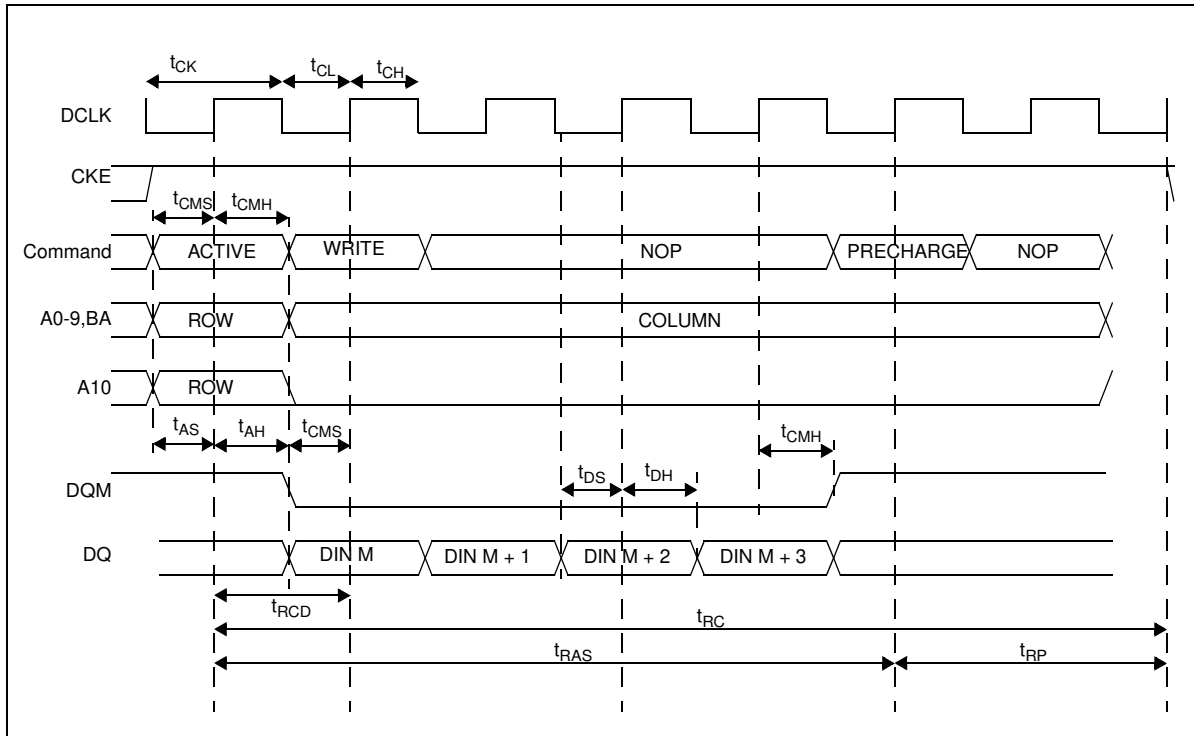 tCK tCL tCH
DCLK
CKE
tCMS tCMH
Command ACTIVE WRITE NOP PRECHARGE NOP
A0-9,BA ROW COLUMN
A10 ROW
tAS tAH tCMS tCMH
DQM tDS tDH
DQ DIN M DIN M + 1 DIN M + 2 DIN M + 3
tRCD tRC
tRAS tRP